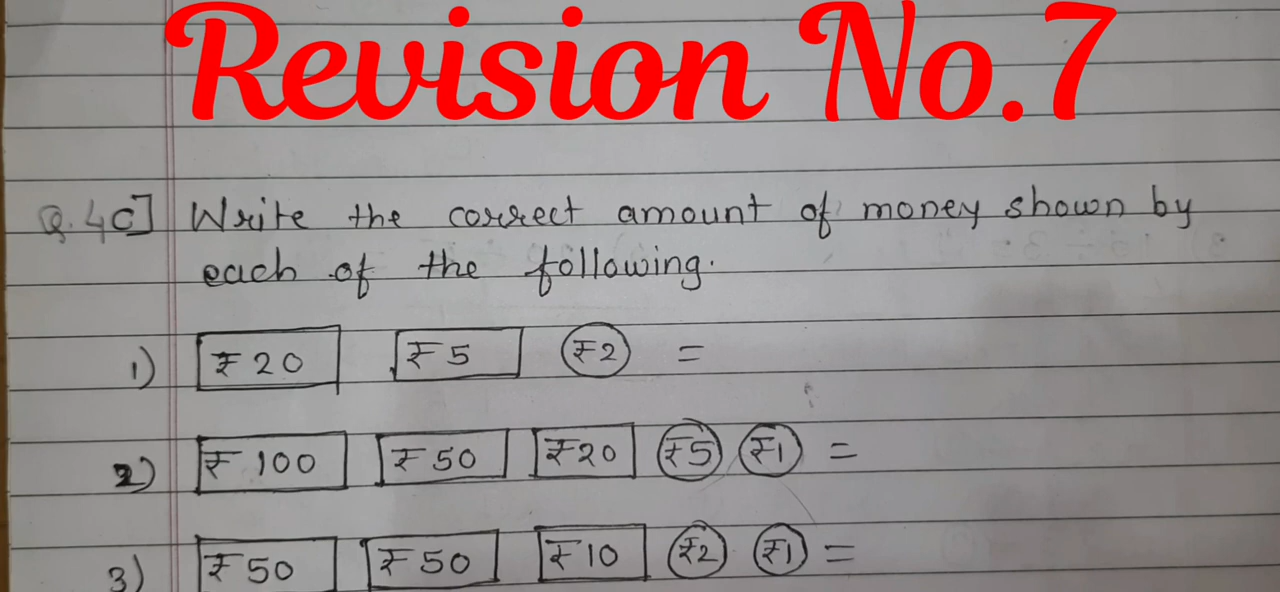 Revision No.7
Q.4C] Write the correct amount of money shown by
each of the following.
1) ₹ 20 ₹ 5 ₹2 =
2) ₹ 100 ₹ 50 ₹20 ₹5 ₹1 =
3) ₹ 50 ₹ 50 ₹ 10 ₹2 ₹1 =